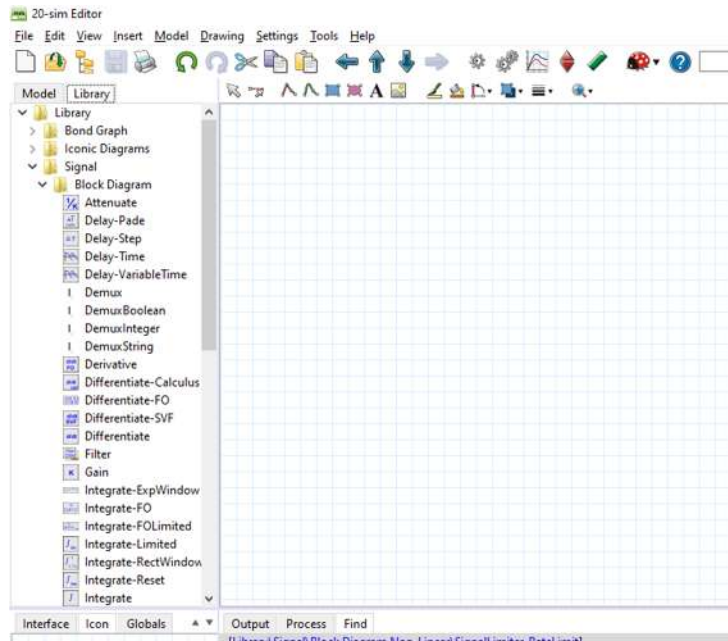 20-sim Editor
File Edit View Insert Model Drawing Settings Tools Help
Model Library
A
Library
Bond Graph
Iconic Diagrams
Signal
Block Diagram
Attenuate
Delay-Pade
Delay-Step
Delay-Time
Delay-VariableTime
Demux
DemuxBoolean
DemuxInteger
DemuxString
Derivative
Differentiate-Calculus
Differentiate-FO
Differentiate-SVF
Differentiate
Filter
K Gain
Integrate-ExpWindow
Integrate-FO
Integrate-FOLimited
Integrate-Limited
Integrate-RectWindow
Integrate-Reset
Integrate
Interface Icon Globals Output Process Find